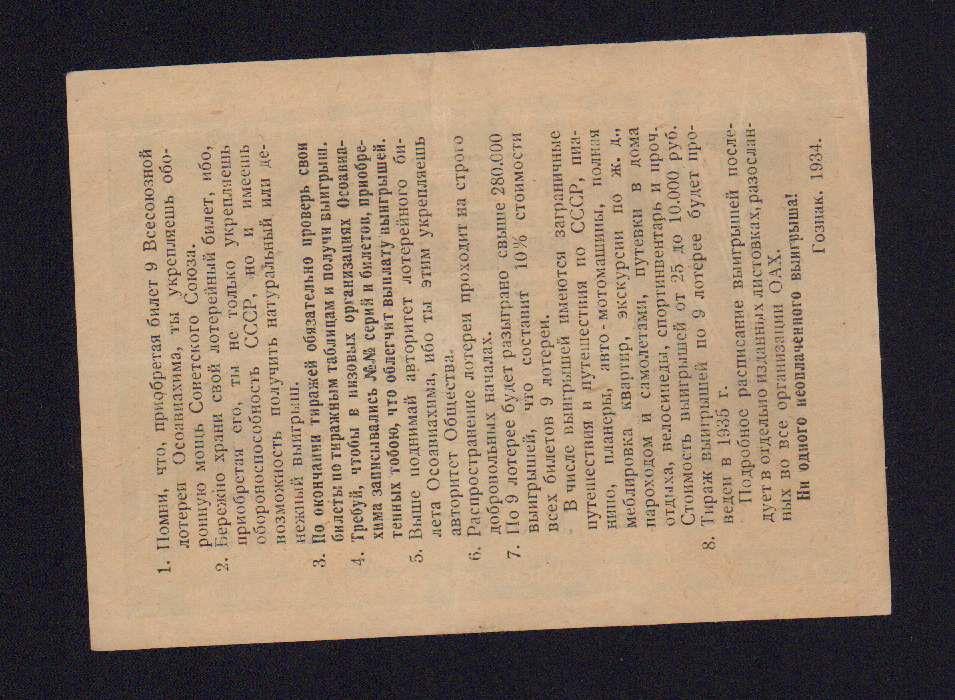 1. Помни, что, приобретая билет 9 Всесоюзной
лотереи Осоавиахима, ты укрепляешь обо-
ронную мощь Советского Союза.
2. Бережно храни свой лотерейный билет, ибо,
приобретая его, ты не только укрепляешь
обороноспособность СССР, но и имеешь
возможность получить натуральный или де-
нежный выигрыш.
3. По окончании тиражей обязательно проверь свои
билеты по тиражным таблицам и получи выигрыш.
4. Требуй, чтобы в низовых организациях Осоавиа-
хима записывались №№ серий и билетов, приобре-
тенных тобою, что облегчит выплату выигрышей.
5. Выше поднимай авторитет лотерейного би-
лета Осоавиахима, ибо ты этим укрепляешь
авторитет Общества.
6. Распространение лотереи проходит на строго
добровольных началах.
7. По 9 лотерее будет разыграно свыше 280.000
выигрышей, что составит 10% стоимости
всех билетов 9 лотереи.
В числе выигрышей имеются заграничные
путешествия и путешествия по СССР, пиа-
нино, планеры, авто-мотомашины, полная
меблировка квартир, экскурсии по ж. д.,
пароходом и самолетами, путевки в дома
отдыха, велосипеды, спортинвентарь и проч.
Стоимость выигрышей от 25 до 10.000 руб.
8. Тираж выигрышей по 9 лотерее будет про-
веден в 1935 г.
Подробное расписание выигрышей после-
дует в отдельно изданных листовках, разослан-
ных во все организации ОАХ.
Ни одного неоплаченного выигрыша!
Гознак. 1934.